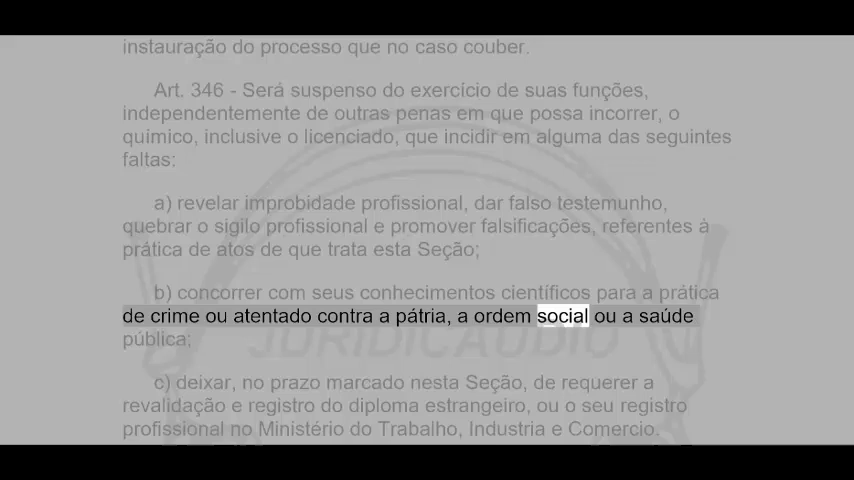 instauração do processo que no caso couber.
Art. 346 - Será suspenso do exercício de suas funções,
independentemente de outras penas em que possa incorrer, o
químico, inclusive o licenciado, que incidir em alguma das seguintes
faltas:
a) revelar improbidade profissional, dar falso testemunho,
quebrar o sigilo profissional e promover falsificações, referentes à
prática de atos de que trata esta Seção;
b) concorrer com seus conhecimentos científicos para a prática
de crime ou atentado contra a pátria, a ordem social ou a saúde
pública;
JURIDICAUDIO
c) deixar, no prazo marcado nesta Seção, de requerer a
revalidação e registro do diploma estrangeiro, ou o seu registro
profissional no Ministério do Trabalho, Industria e Comercio.